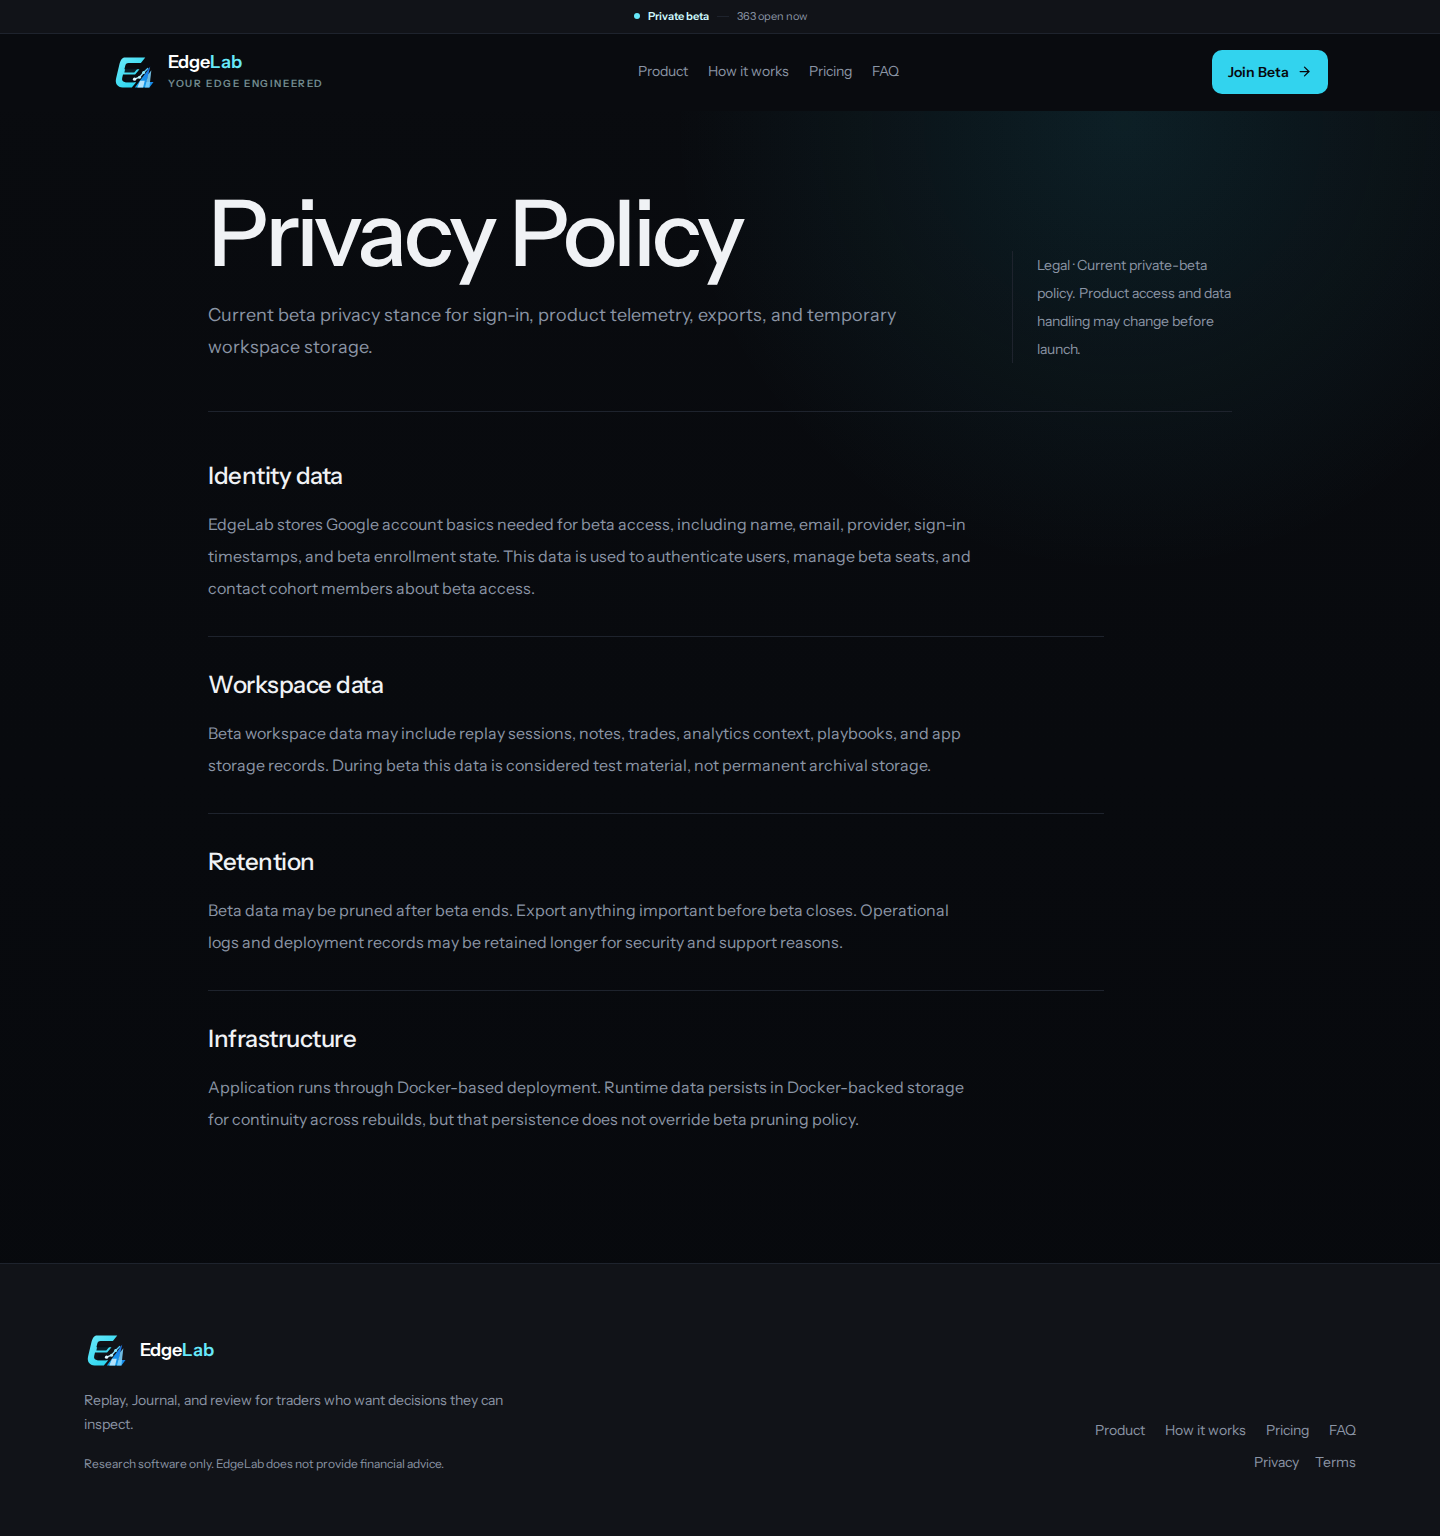 Private beta — 363 open now
EdgeLab
YOUR EDGE ENGINEERED
Product How it works Pricing FAQ
Join Beta →
Privacy Policy
Current beta privacy stance for sign-in, product telemetry, exports, and temporary
workspace storage.
Legal · Current private-beta
policy. Product access and data
handling may change before
launch.
Identity data
EdgeLab stores Google account basics needed for beta access, including name, email, provider, sign-in
timestamps, and beta enrollment state. This data is used to authenticate users, manage beta seats, and
contact cohort members about beta access.
Workspace data
Beta workspace data may include replay sessions, notes, trades, analytics context, playbooks, and app
storage records. During beta this data is considered test material, not permanent archival storage.
Retention
Beta data may be pruned after beta ends. Export anything important before beta closes. Operational
logs and deployment records may be retained longer for security and support reasons.
Infrastructure
Application runs through Docker-based deployment. Runtime data persists in Docker-backed storage
for continuity across rebuilds, but that persistence does not override beta pruning policy.
EdgeLab
Replay, Journal, and review for traders who want decisions they can
inspect.
Research software only. EdgeLab does not provide financial advice.
Product How it works Pricing FAQ
Privacy Terms